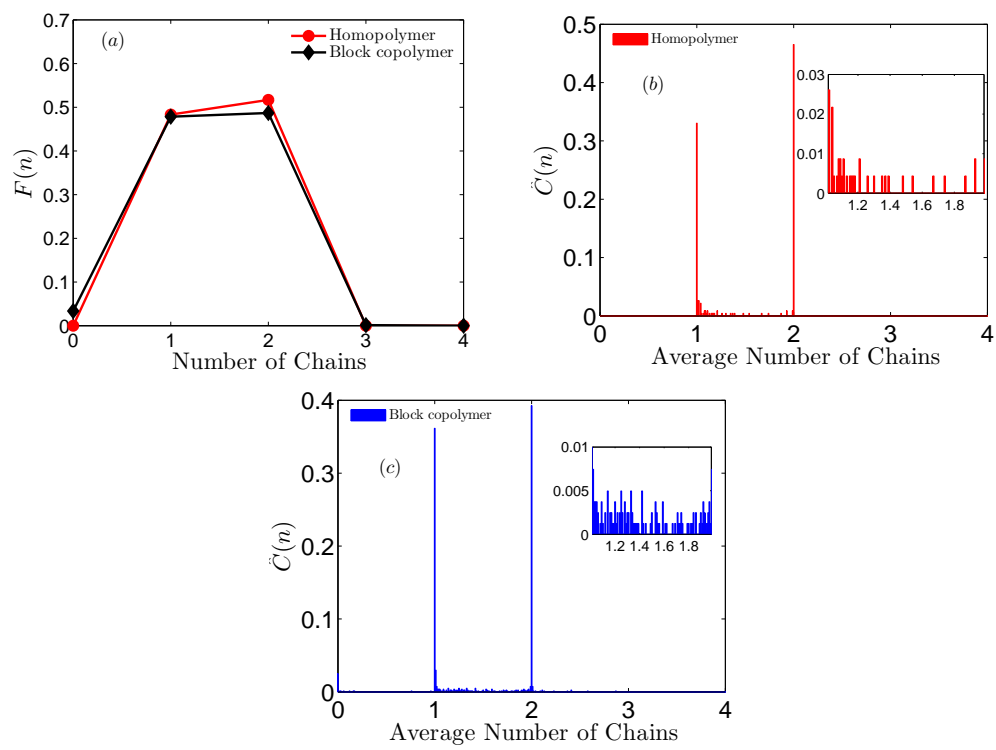 0.7
0.6
0.5
0.4
0.3
0.2
0.1
0
0 1 2 3 4
F(n)
Number of Chains
(a)
Homopolymer
Block copolymer
0.5
0.4
0.3
0.2
0.1
0
0 1 2 3 4
C̈(n)
Average Number of Chains
Homopolymer
(b)
0.03
0.02
0.01
0
1.2 1.4 1.6 1.8
0.4
0.3
0.2
0.1
0
0 1 2 3 4
C̈(n)
Average Number of Chains
Block copolymer
(c)
0.01
0.005
0
1.2 1.4 1.6 1.8